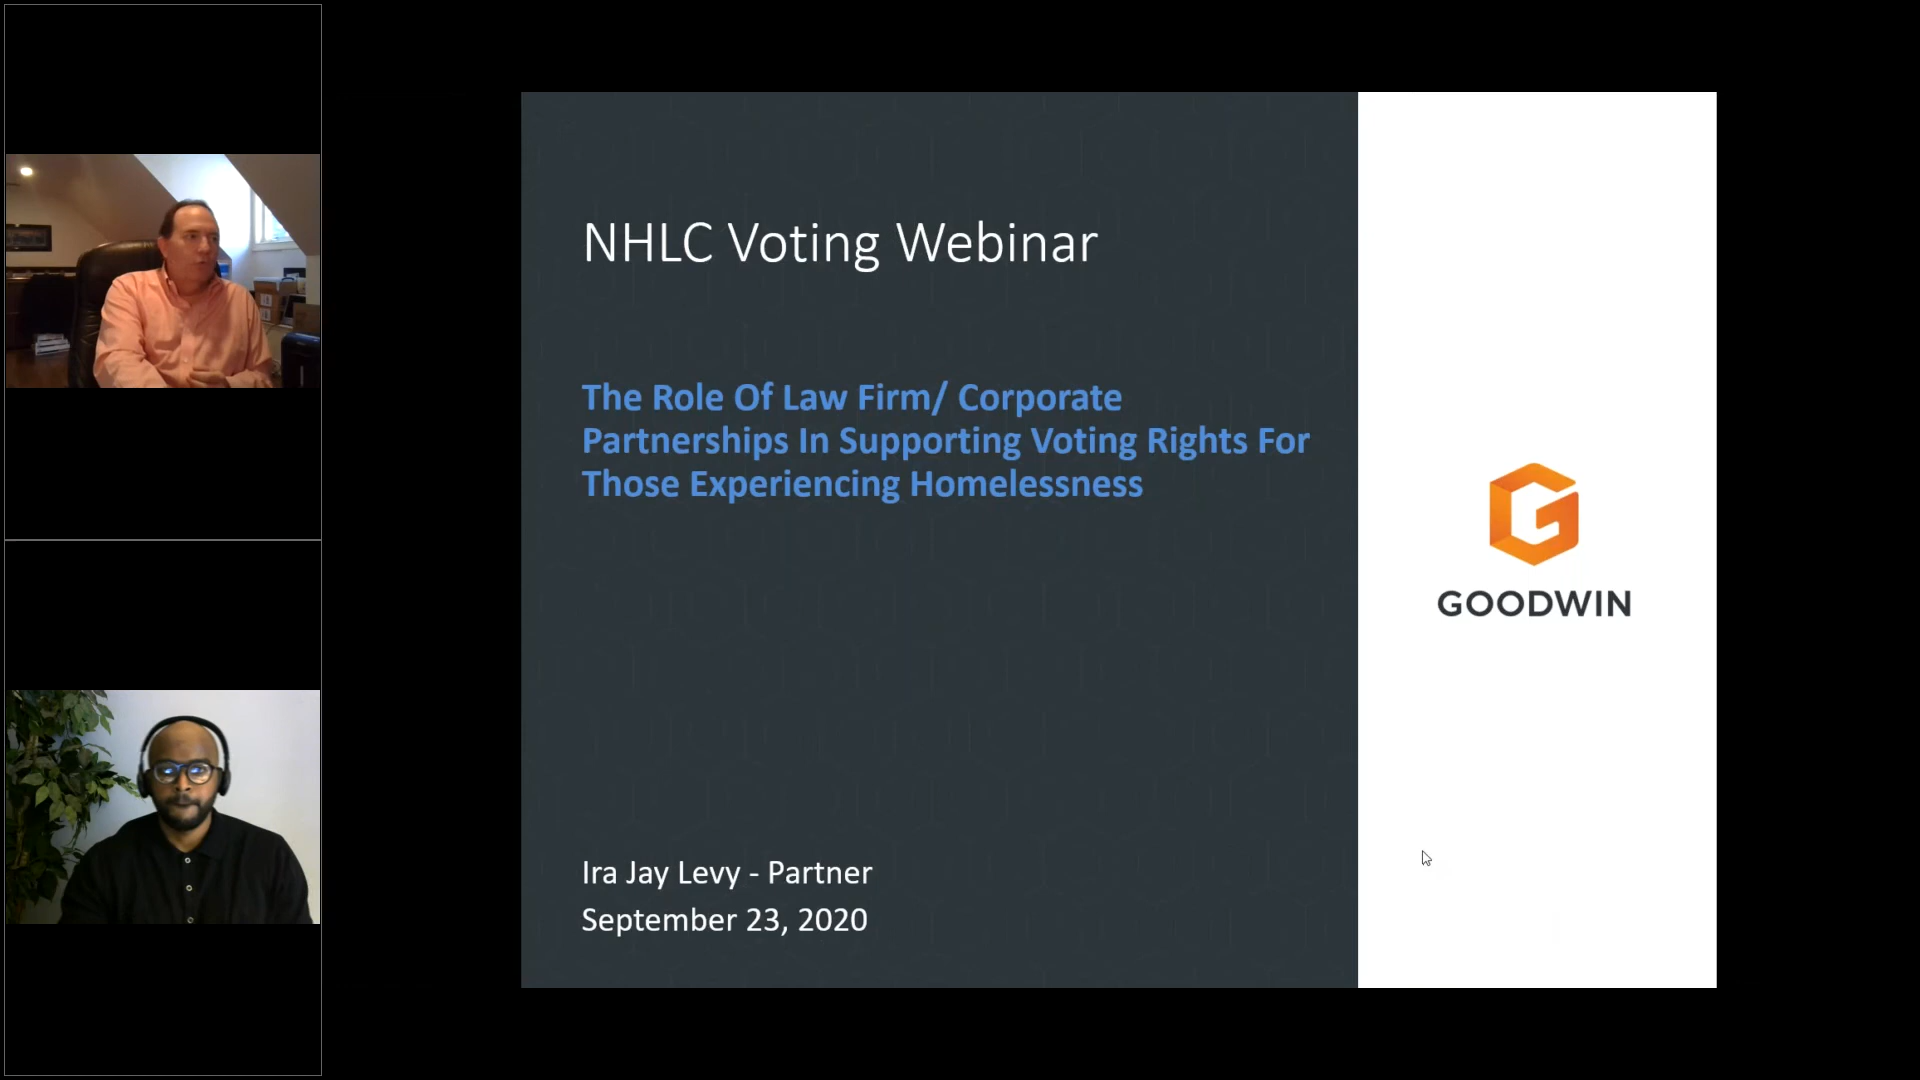 NHLC Voting Webinar
The Role Of Law Firm/ Corporate
Partnerships In Supporting Voting Rights For
Those Experiencing Homelessness
GOODWIN
Ira Jay Levy - Partner
September 23, 2020